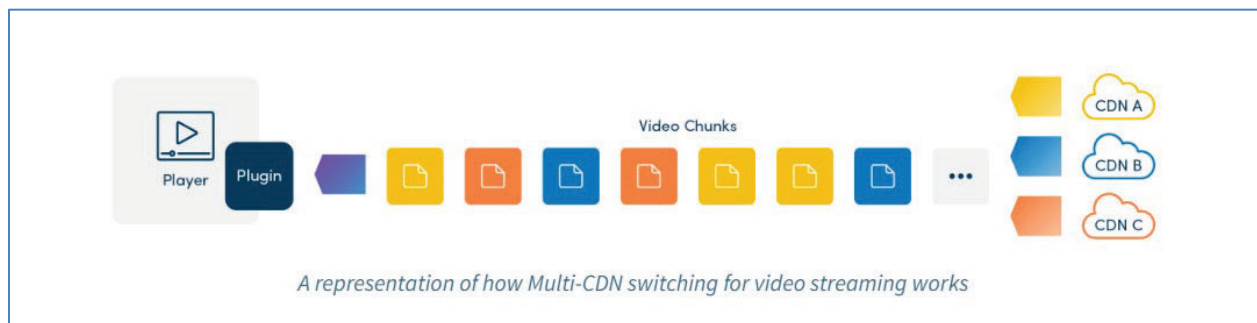 Player
Plugin
Video Chunks
•••
CDN A
CDN B
CDN C
A representation of how Multi-CDN switching for video streaming works